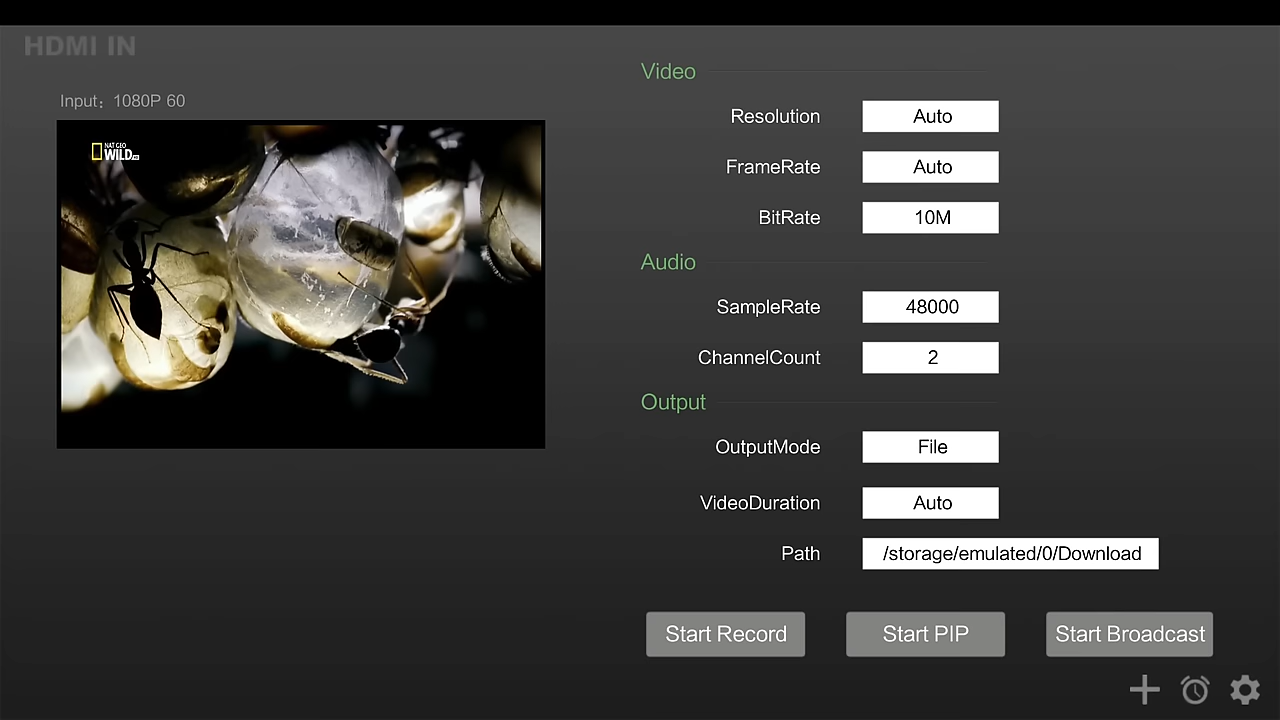 HDMI IN
Input: 1080P 60
NAT GEO
WILD HD
Video
Resolution Auto
FrameRate Auto
BitRate 10M
Audio
SampleRate 48000
ChannelCount 2
Output
OutputMode File
VideoDuration Auto
Path /storage/emulated/0/Download
Start Record Start PIP Start Broadcast